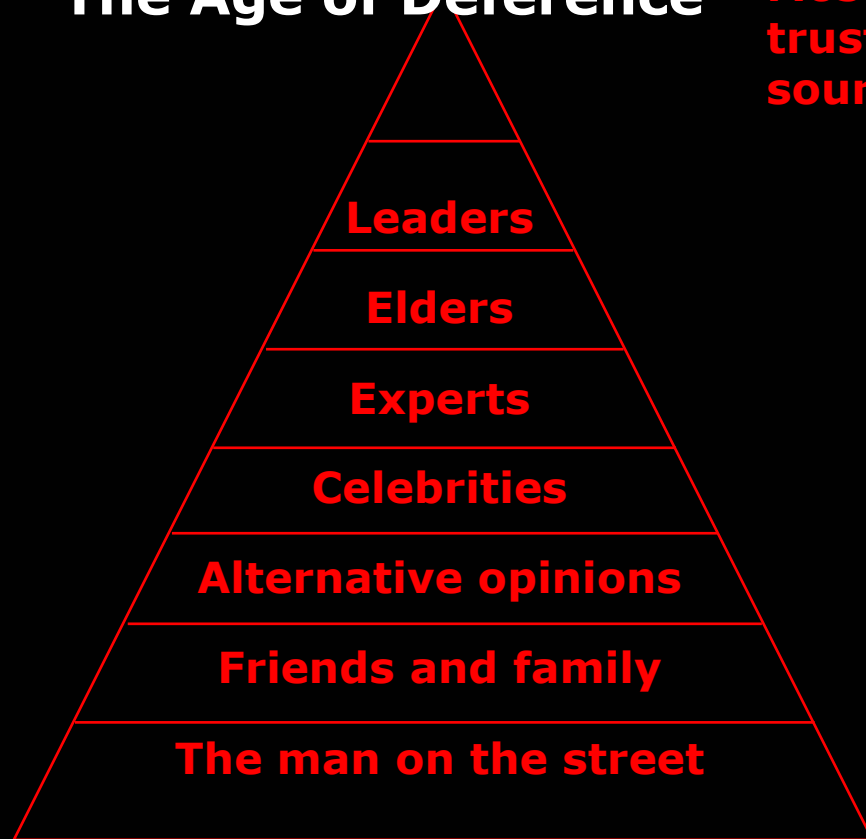 The Age of Deference
Leaders
Elders
Experts
Celebrities
Alternative opinions
Friends and family
The man on the street